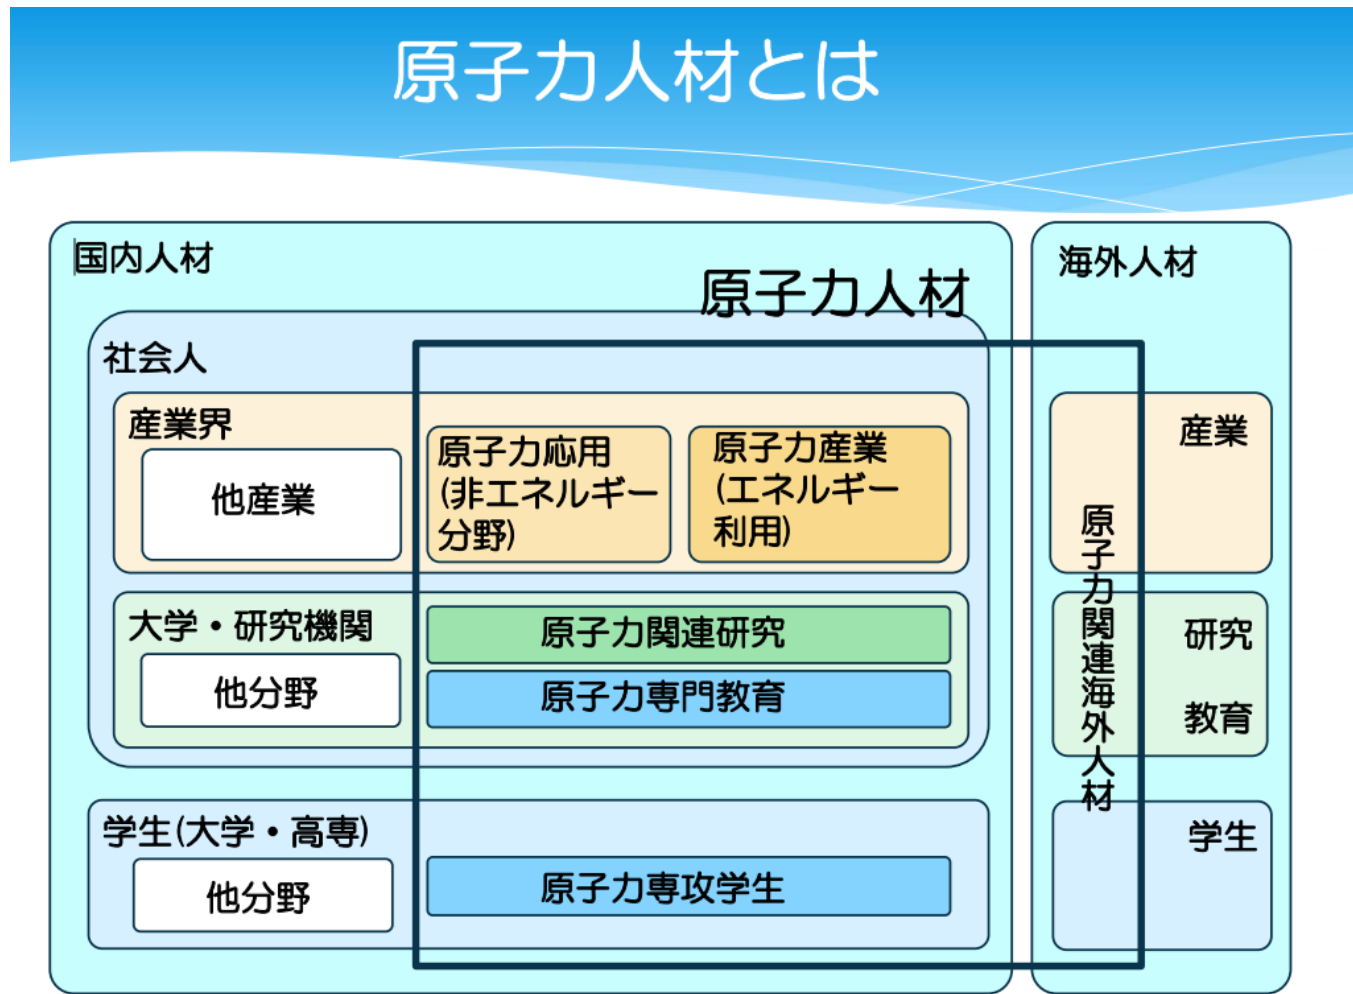 原子力人材とは
国内人材
原子力人材
社会人
産業界
他産業
原子力応用
(非エネルギー
分野)
原子力産業
(エネルギー
利用)
大学・研究機関
他分野
原子力関連研究
原子力専門教育
学生(大学・高専)
他分野
原子力専攻学生
海外人材
原子力関連海外人材
産業
研究
教育
学生